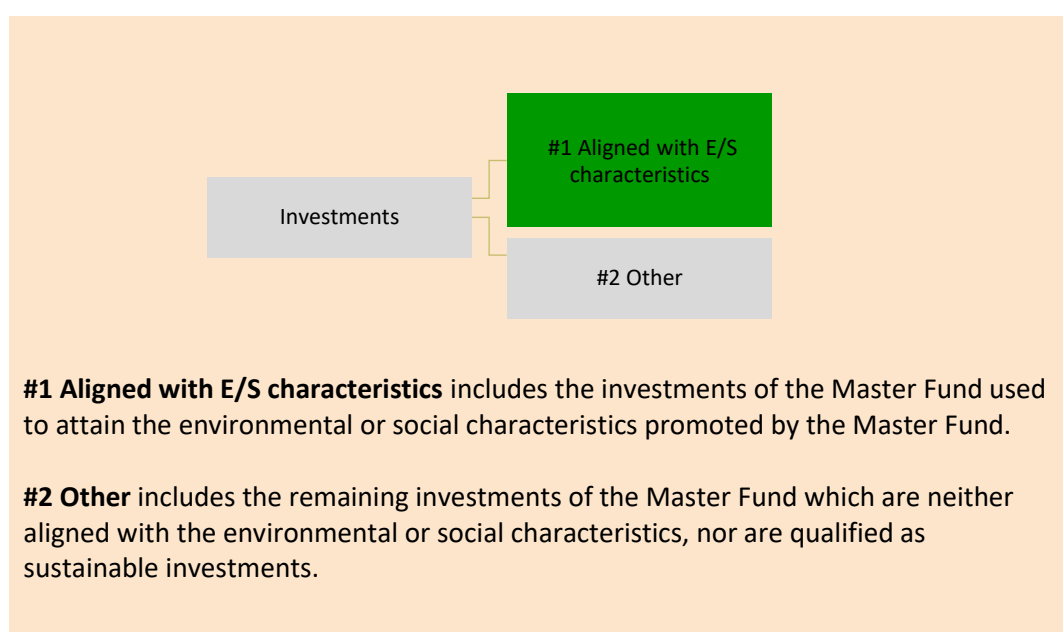 #1 Aligned with E/S
characteristics
Investments
#2 Other
#1 Aligned with E/S characteristics includes the investments of the Master Fund used
to attain the environmental or social characteristics promoted by the Master Fund.
#2 Other includes the remaining investments of the Master Fund which are neither
aligned with the environmental or social characteristics, nor are qualified as
sustainable investments.